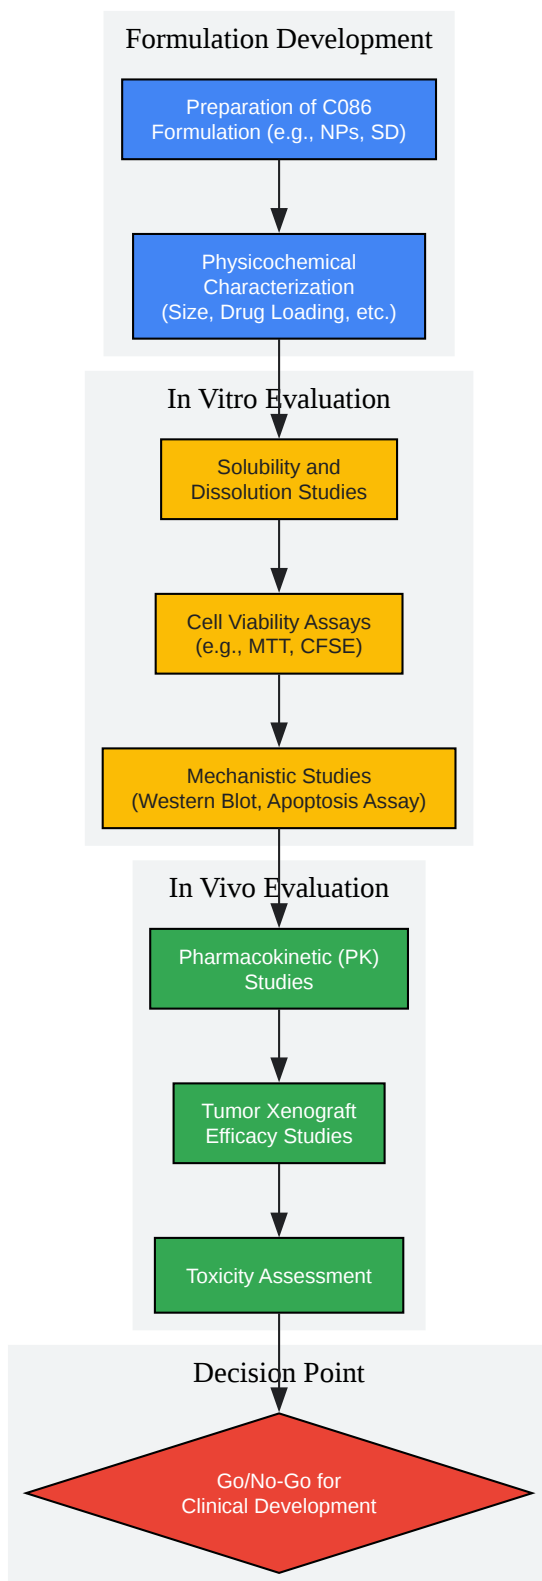 Formulation Development
Preparation of C086
Formulation (e.g., NPs, SD)
Physicochemical
Characterization
(Size, Drug Loading, etc.)
In Vitro Evaluation
Solubility and
Dissolution Studies
Cell Viability Assays
(e.g., MTT, CFSE)
Mechanistic Studies
(Western Blot, Apoptosis Assay)
In Vivo Evaluation
Pharmacokinetic (PK)
Studies
Tumor Xenograft
Efficacy Studies
Toxicity Assessment
Decision Point
Go/No-Go for
Clinical Development